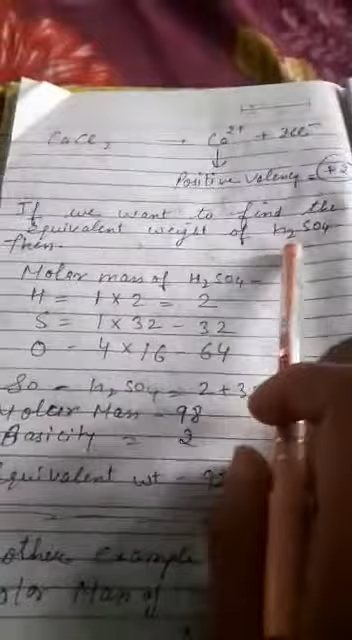 CaCl2 → Ca2+ + 2Cl-
↓
Positive Valency = +2
If we want to find the
Equivalent weight of H2SO4
Then-
Molar mass of H2SO4 -
H = 1 × 2 = 2
S = 1 × 32 - 32
O - 4 × 16 - 64
So - H2SO4 = 2 + 3
Molar Mass - 98
Basicity = 2
Equivalent wt - 9
other example
Mass of